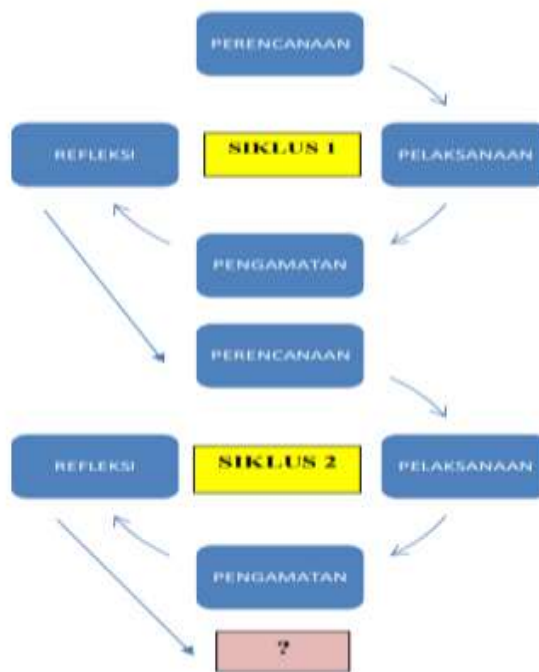 PERENCANAAN
REFLEKSI
SIKLUS 1
PELAKSANAAN
PENGAMATAN
PERENCANAAN
REFLEKSI
SIKLUS 2
PELAKSANAAN
PENGAMATAN
?